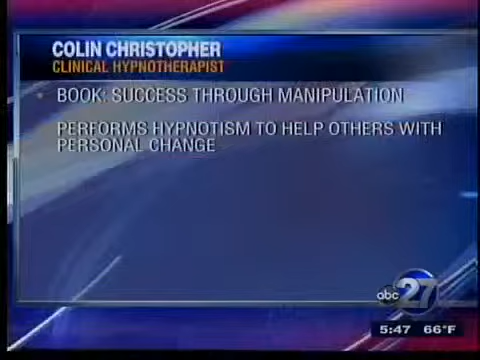 COLIN CHRISTOPHER
CLINICAL HYPNOTHERAPIST
• BOOK: SUCCESS THROUGH MANIPULATION
PERFORMS HYPNOTISM TO HELP OTHERS WITH
PERSONAL CHANGE
abc 27
5:47 66°F